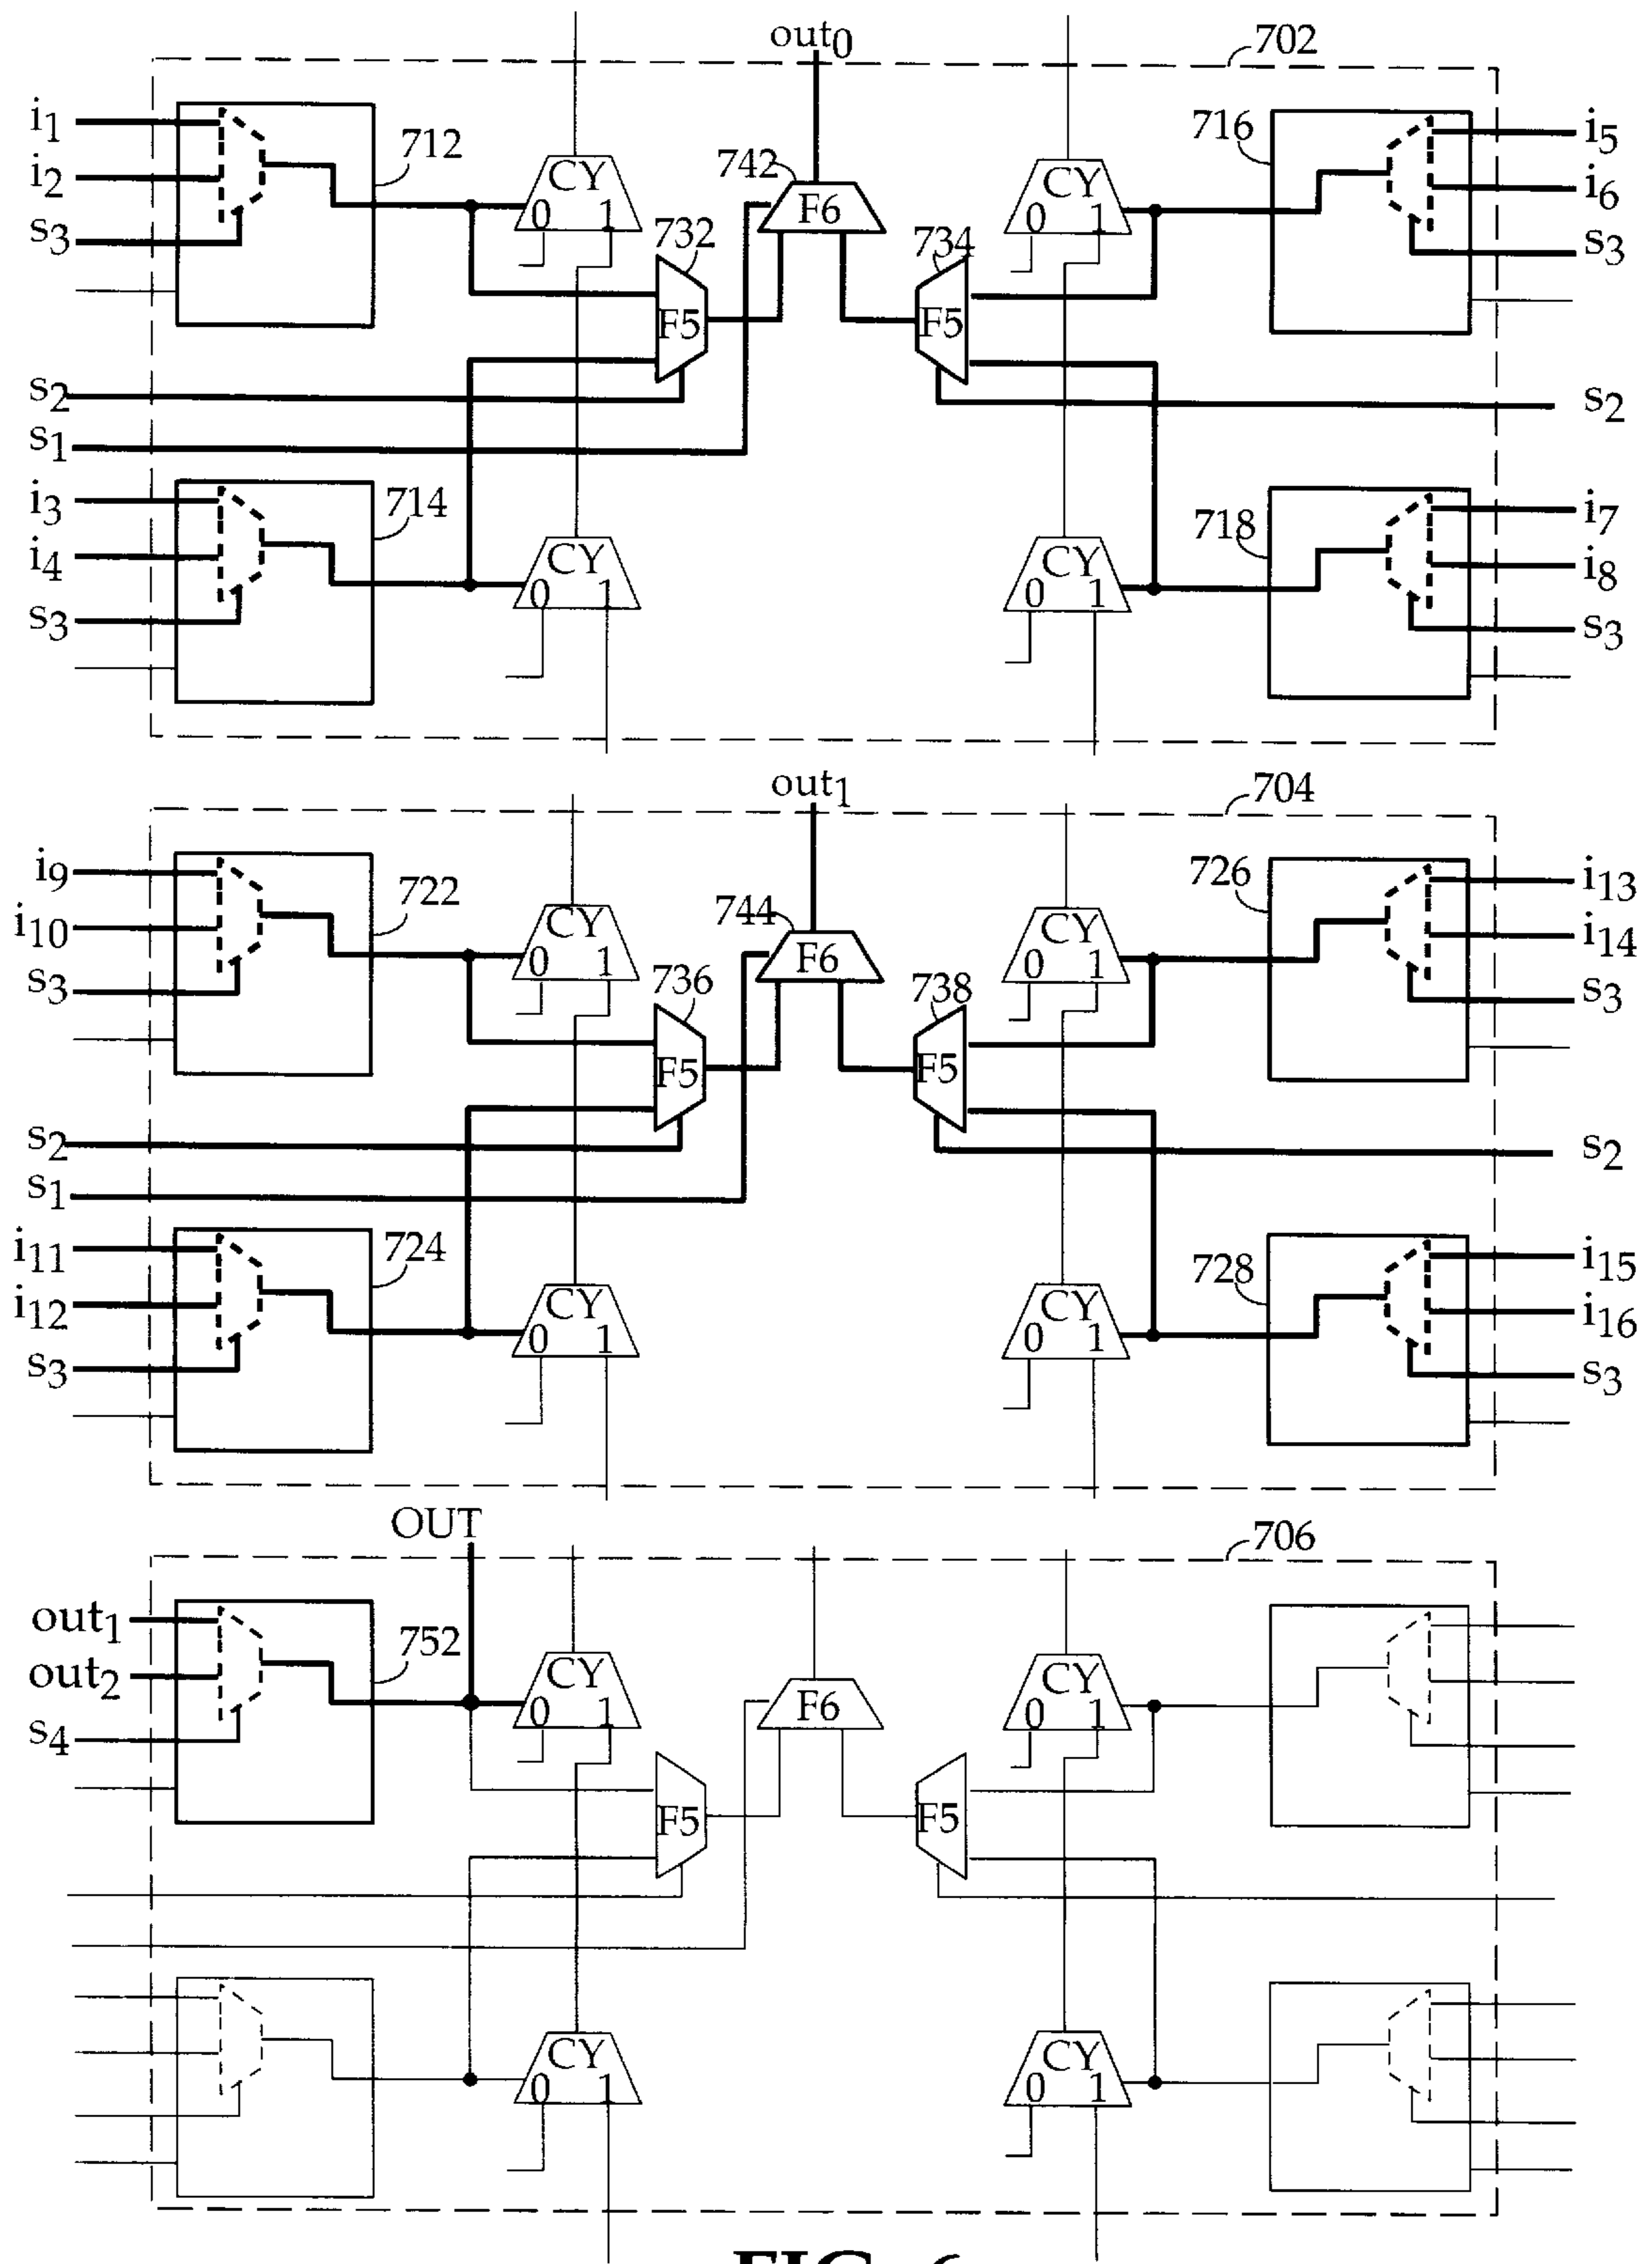 out0
702
i1
i2
s3
712
CY
0 1
742
F6
CY
0 1
716
i5
i6
s3
732
F5
734
F5
s2
s1
s2
i3
i4
s3
714
CY
0 1
CY
0 1
718
i7
i8
s3
out1
704
i9
i10
s3
722
CY
0 1
744
F6
CY
0 1
726
i13
i14
s3
736
F5
738
F5
s2
s1
s2
i11
i12
s3
724
CY
0 1
CY
0 1
728
i15
i16
s3
OUT
706
out1
out2
s4
752
CY
0 1
F6
CY
0 1
F5
F5
CY
0 1
CY
0 1